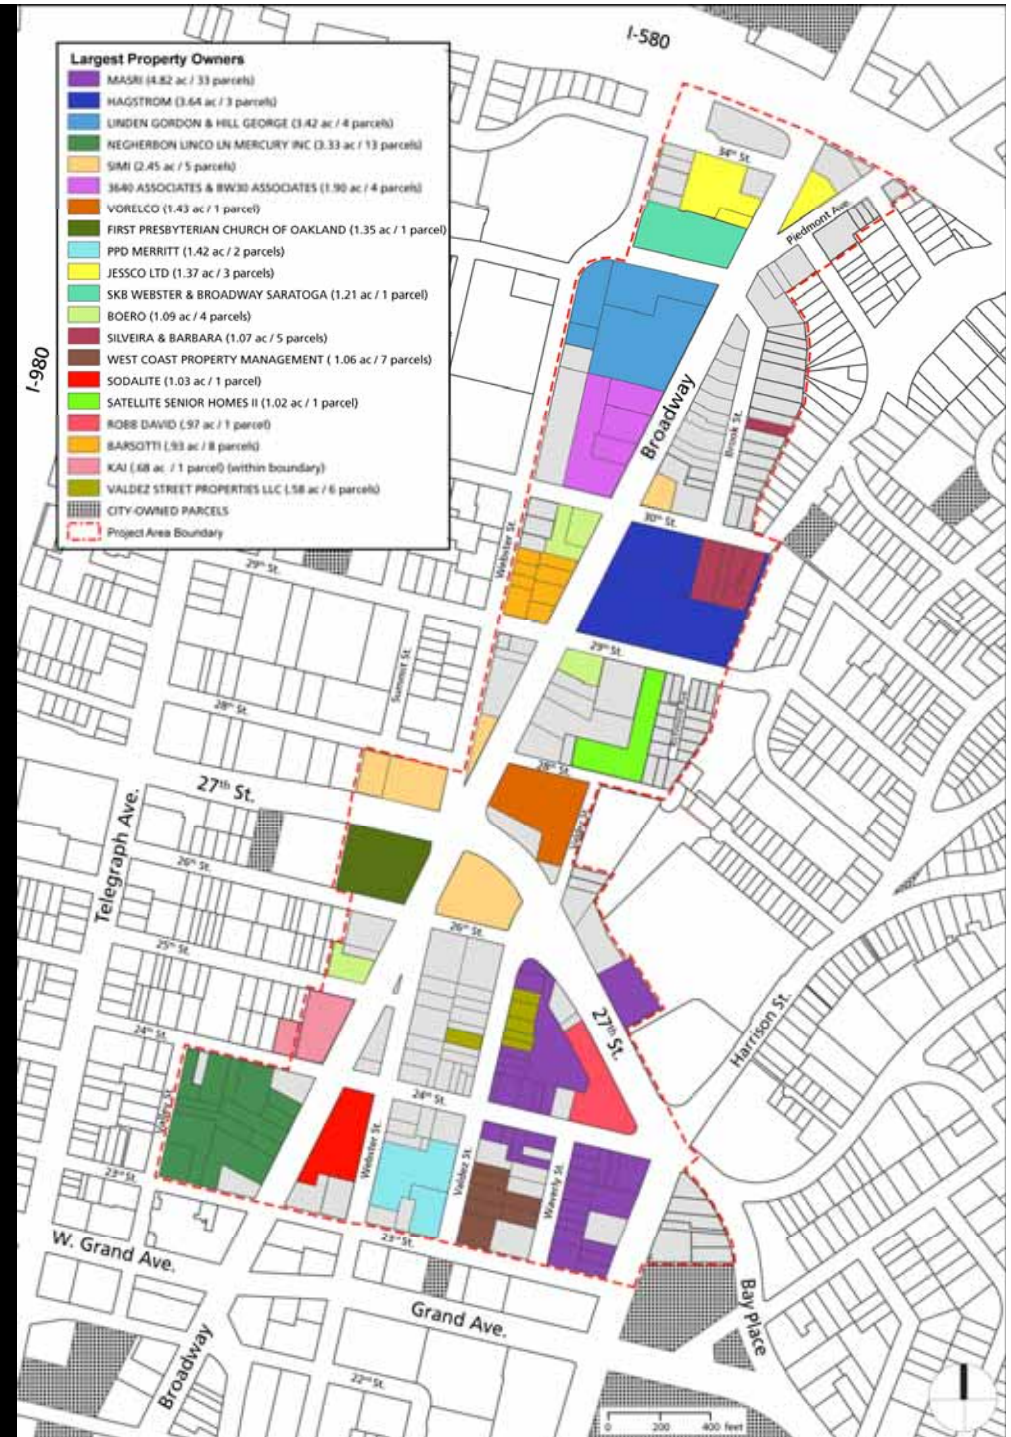 I-580
Largest Property Owners
MASRI (4.82 ac / 33 parcels)
HAGSTROM (3.64 ac / 3 parcels)
LINDEN GORDON & HILL GEORGE (3.42 ac / 4 parcels)
NEGHERBON LINCO LN MERCURY INC (3.33 ac / 13 parcels)
SIMI (2.45 ac / 5 parcels)
3640 ASSOCIATES & BW30 ASSOCIATES (1.90 ac / 4 parcels)
VORELCO (1.43 ac / 1 parcel)
FIRST PRESBYTERIAN CHURCH OF OAKLAND (1.35 ac / 1 parcel)
PPD MERRITT (1.42 ac / 2 parcels)
JESSCO LTD (1.37 ac / 3 parcels)
SKB WEBSTER & BROADWAY SARATOGA (1.21 ac / 1 parcel)
BOERO (1.09 ac / 4 parcels)
SILVEIRA & BARBARA (1.07 ac / 5 parcels)
WEST COAST PROPERTY MANAGEMENT ( 1.06 ac / 7 parcels)
SODALITE (1.03 ac / 1 parcel)
SATELLITE SENIOR HOMES II (1.02 ac / 1 parcel)
ROBB DAVID (.97 ac / 1 parcel)
BARSOTTI (.93 ac / 8 parcels)
KAI (.68 ac / 1 parcel) (within boundary)
VALDEZ STREET PROPERTIES LLC (.58 ac / 6 parcels)
CITY-OWNED PARCELS
Project Area Boundary
34th St.
Piedmont Ave.
I-980
Broadway
Brook St.
30th St.
Webster St.
29th St.
29th St.
Summit St.
28th St.
28th St.
27th St.
Telegraph Ave.
26th St.
26th St.
25th St.
27th St.
Harrison St.
24th St.
24th St.
Webster St.
Valdez St.
Waverly St.
23rd St.
23rd St.
W. Grand Ave.
Grand Ave.
Bay Place
Broadway
22nd St.
0 200 400 feet